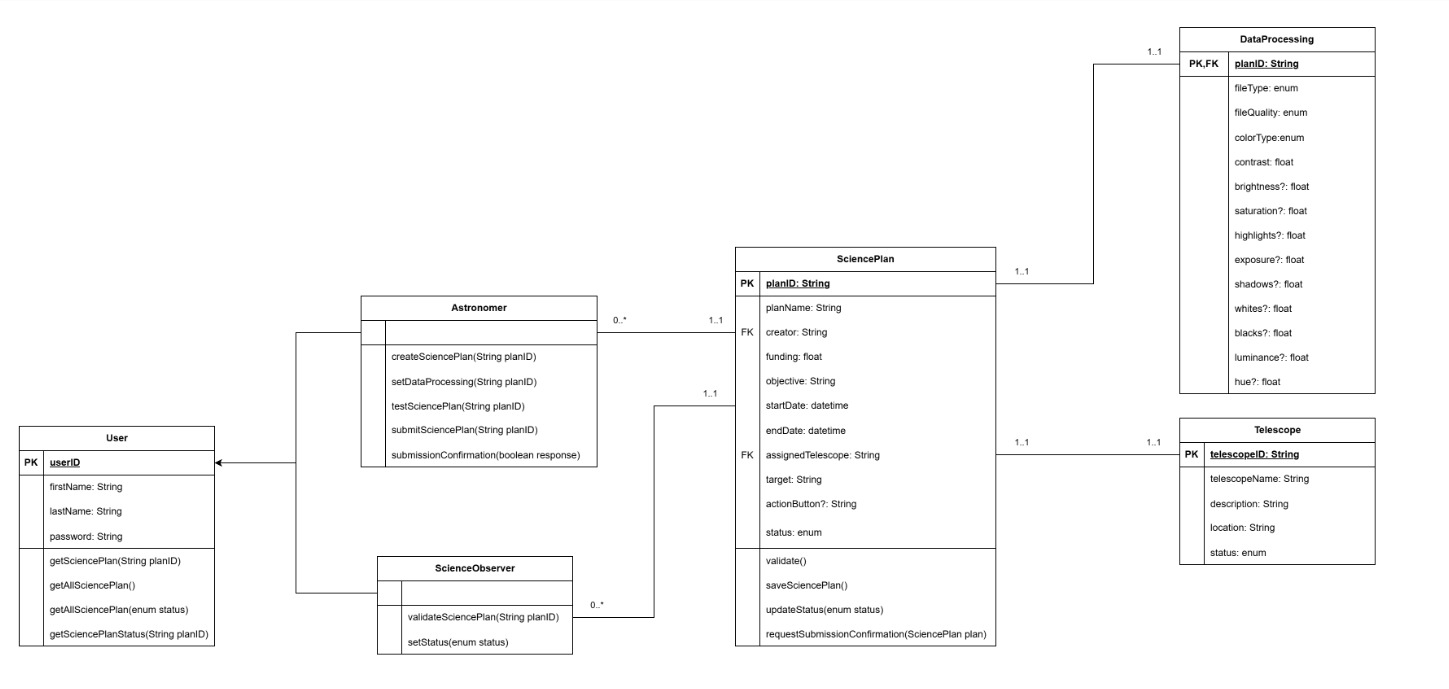 DataProcessing
PK,FK planID: String
fileType: enum
fileQuality: enum
colorType:enum
contrast: float
brightness?: float
saturation?: float
highlights?: float
exposure?: float
shadows?: float
whites?: float
blacks?: float
luminance?: float
hue?: float
1..1
1..1
SciencePlan
PK planID: String
planName: String
FK creator: String
funding: float
objective: String
startDate: datetime
endDate: datetime
FK assignedTelescope: String
target: String
actionButton?: String
status: enum
validate()
saveSciencePlan()
updateStatus(enum status)
requestSubmissionConfirmation(SciencePlan plan)
Astronomer
createSciencePlan(String planID)
setDataProcessing(String planID)
testSciencePlan(String planID)
submitSciencePlan(String planID)
submissionConfirmation(boolean response)
0..* 1..1
1..1
0..*
User
PK userID
firstName: String
lastName: String
password: String
getSciencePlan(String planID)
getAllSciencePlan()
getAllSciencePlan(enum status)
getSciencePlanStatus(String planID)
ScienceObserver
validateSciencePlan(String planID)
setStatus(enum status)
1..1 1..1
Telescope
PK telescopeID: String
telescopeName: String
description: String
location: String
status: enum